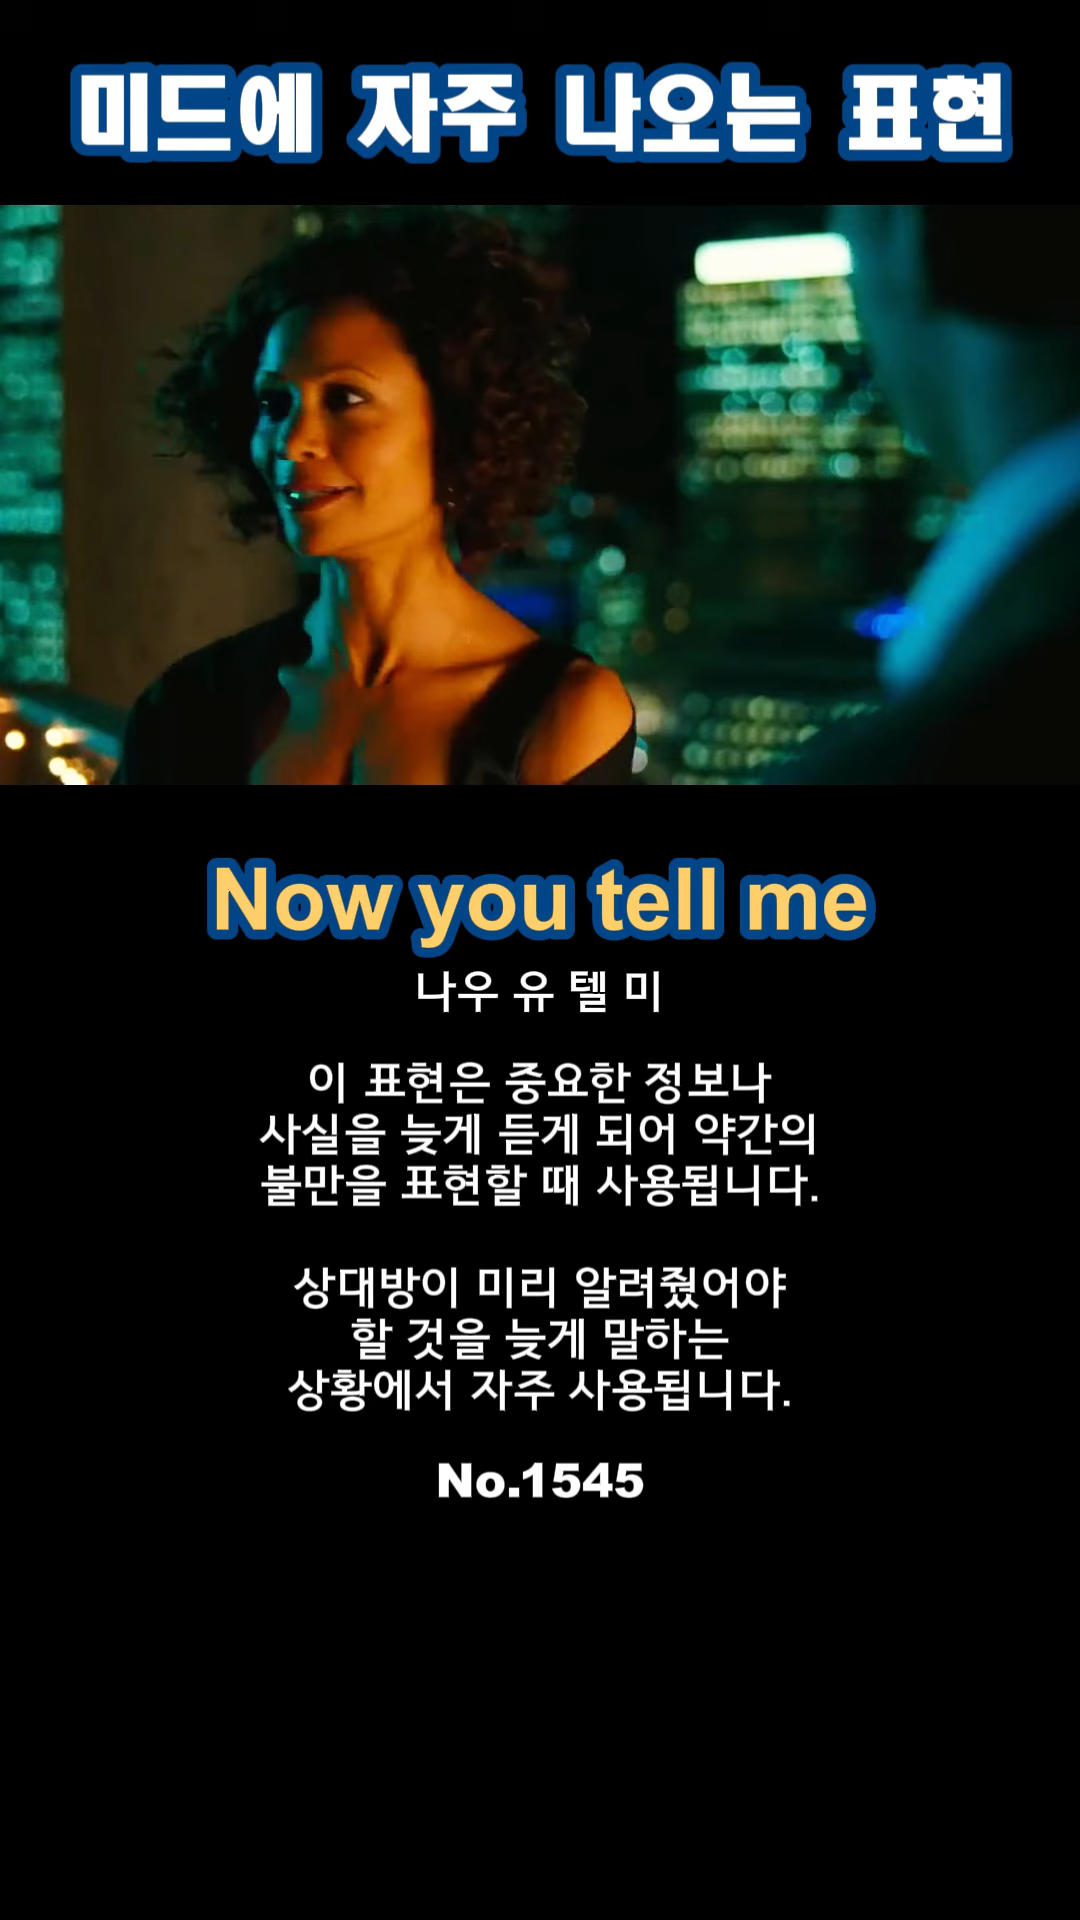 미드에 자주 나오는 표현
Now you tell me
나우 유 텔 미
이 표현은 중요한 정보나
사실을 늦게 듣게 되어 약간의
불만을 표현할 때 사용됩니다.
상대방이 미리 알려줬어야
할 것을 늦게 말하는
상황에서 자주 사용됩니다.
No.1545